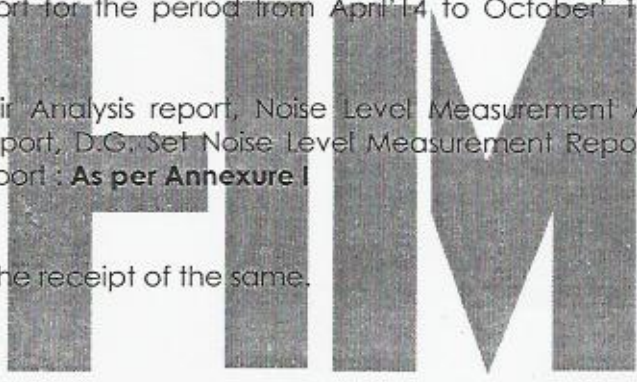 ort for the period from April'14 to October'
ir Analysis report, Noise Level Measurement
port, D.G. Set Noise Level Measurement Repo
port : As per Annexure I
he receipt of the same.